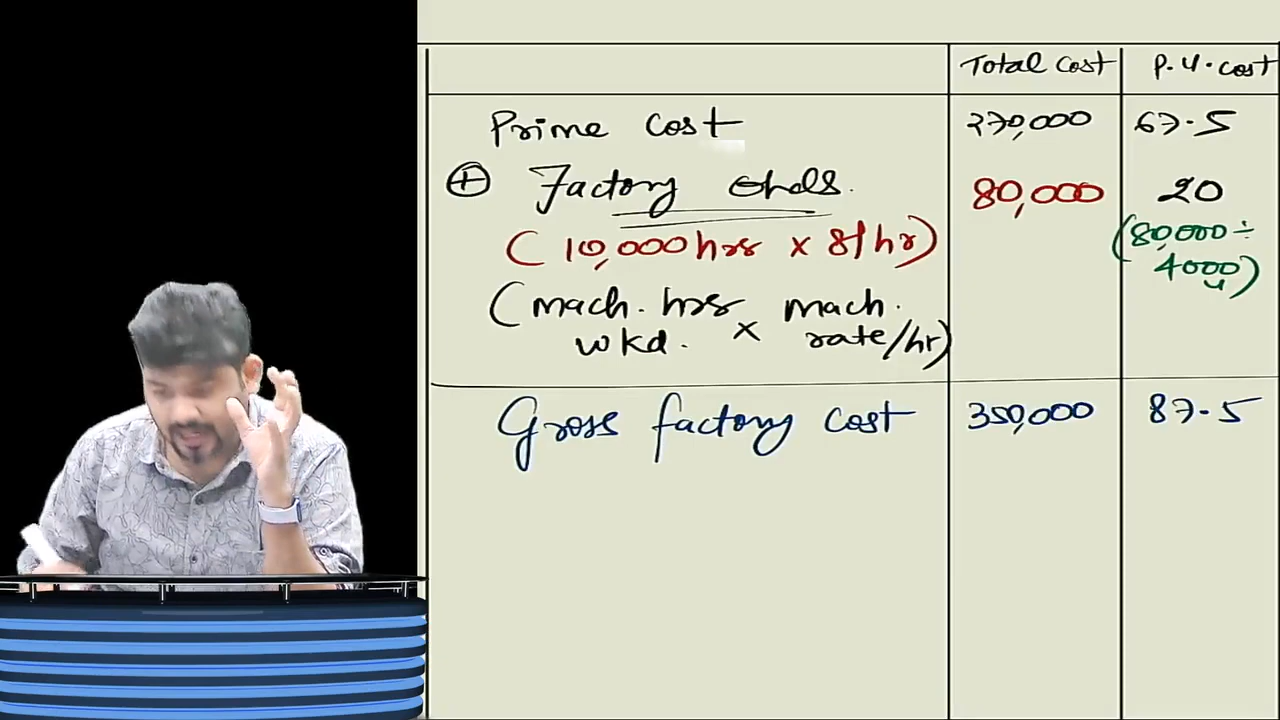 Total Cost P.U. cost
Prime Cost 270,000 67.5
+ Factory OHDs. 80,000 20
(10,000 hrs x 8/hr) (80,000 ÷
4000 u)
(mach. hrs x mach.
wkd. rate/hr)
Gross factory cost 350,000 87.5